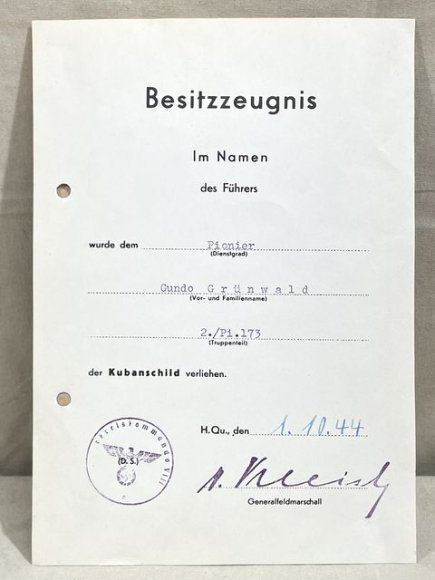 Besitzzeugnis
Im Namen
des Führers
wurde dem Pionier
(Dienstgrad)
Gundo Grünwald
(Vor- und Familienname)
2./Pi.173
(Truppenteil)
der Kubanschild verliehen.
H.Qu., den 1.10.44
(D. S.)
v. Kleist
Generalfeldmarschall